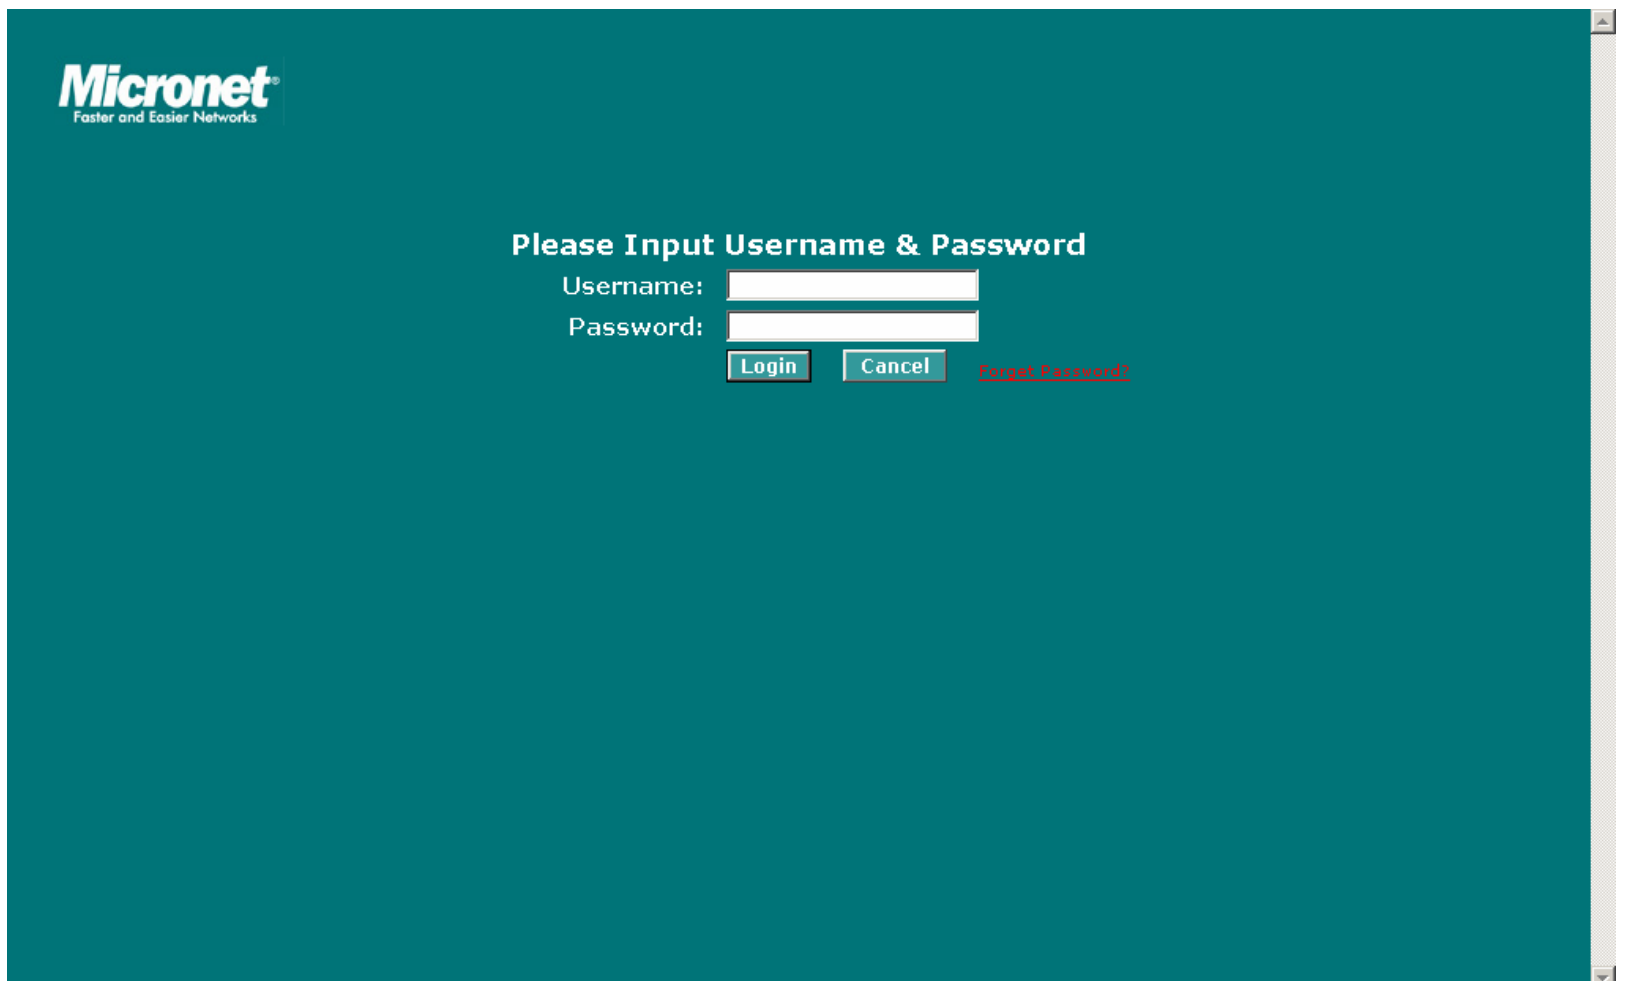 Micronet®
Faster and Easier Networks
Please Input Username & Password
Username:
Password:
Login Cancel Forget Password?